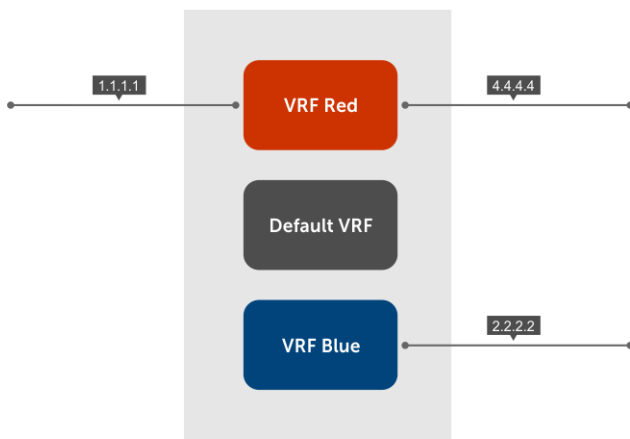 1.1.1.1
4.4.4.4
VRF Red
Default VRF
2.2.2.2
VRF Blue